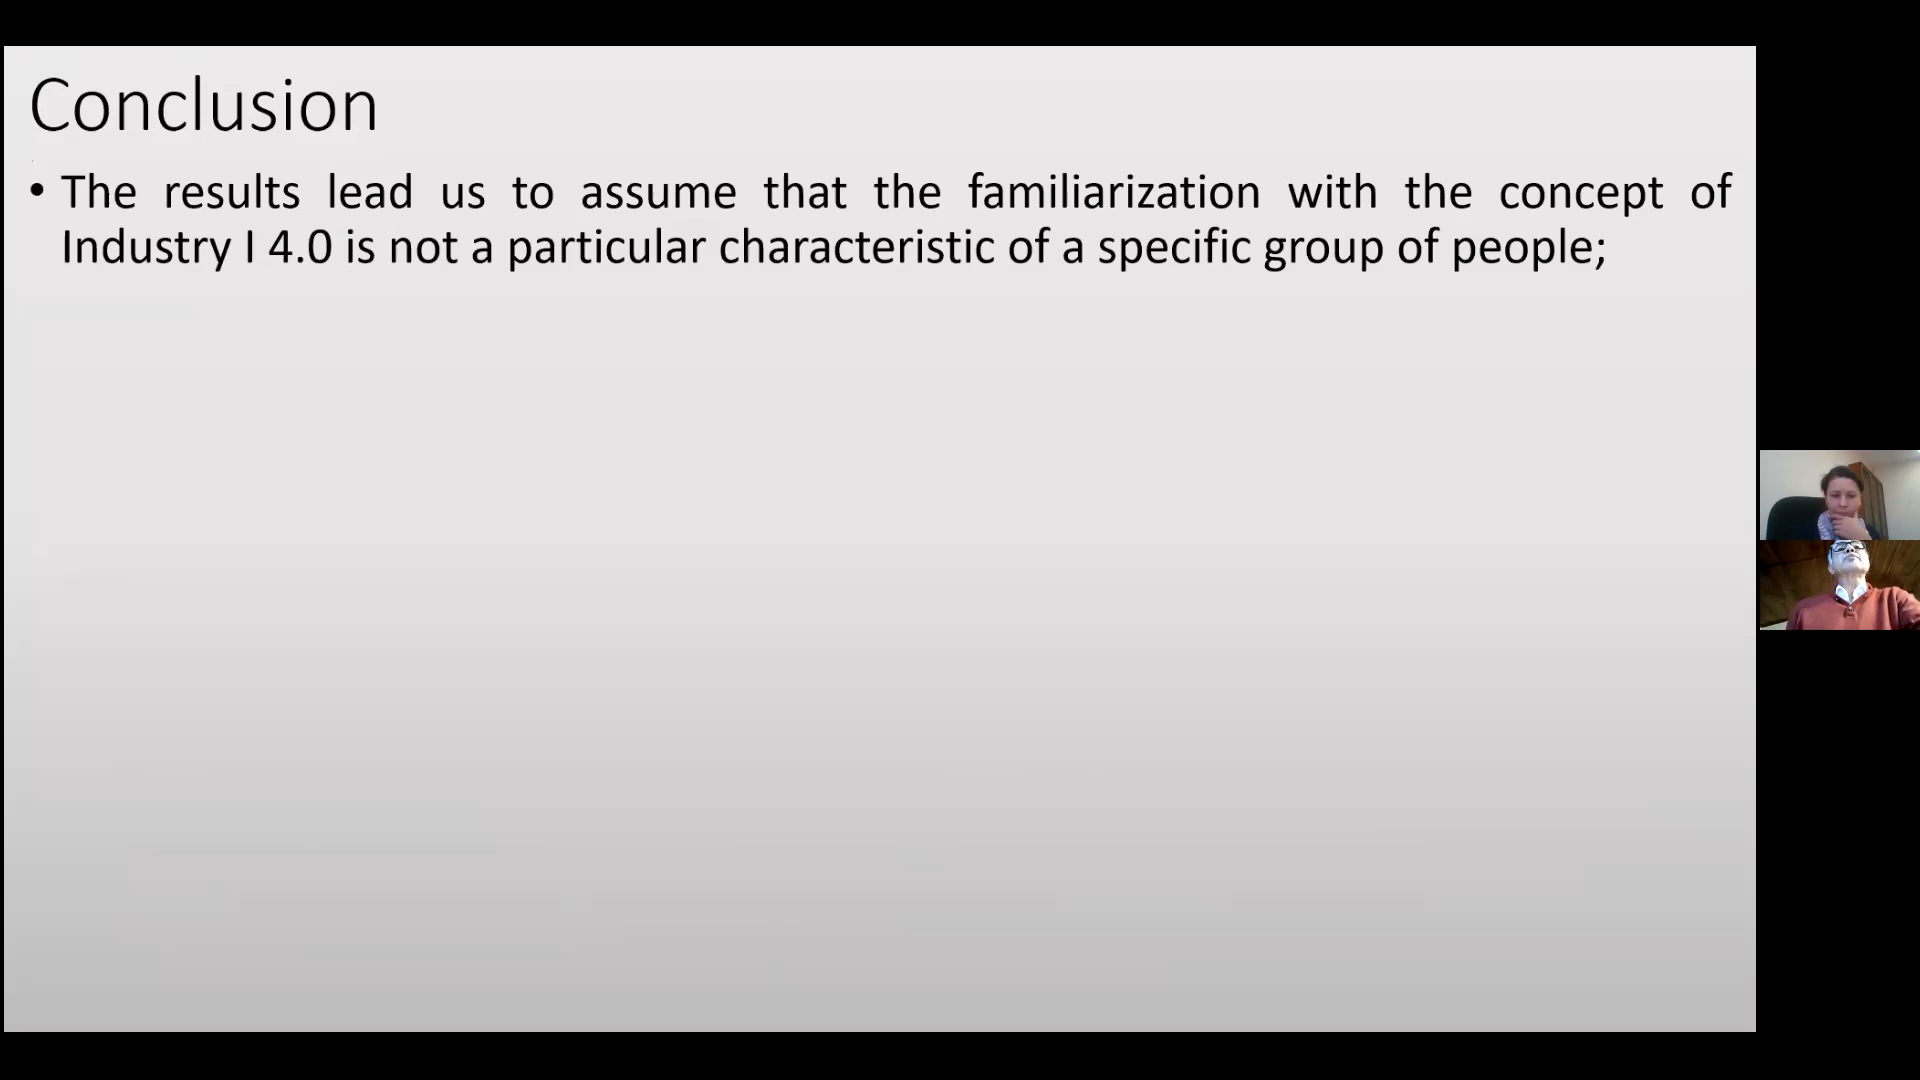 Conclusion
• The results lead us to assume that the familiarization with the concept of
Industry I 4.0 is not a particular characteristic of a specific group of people;